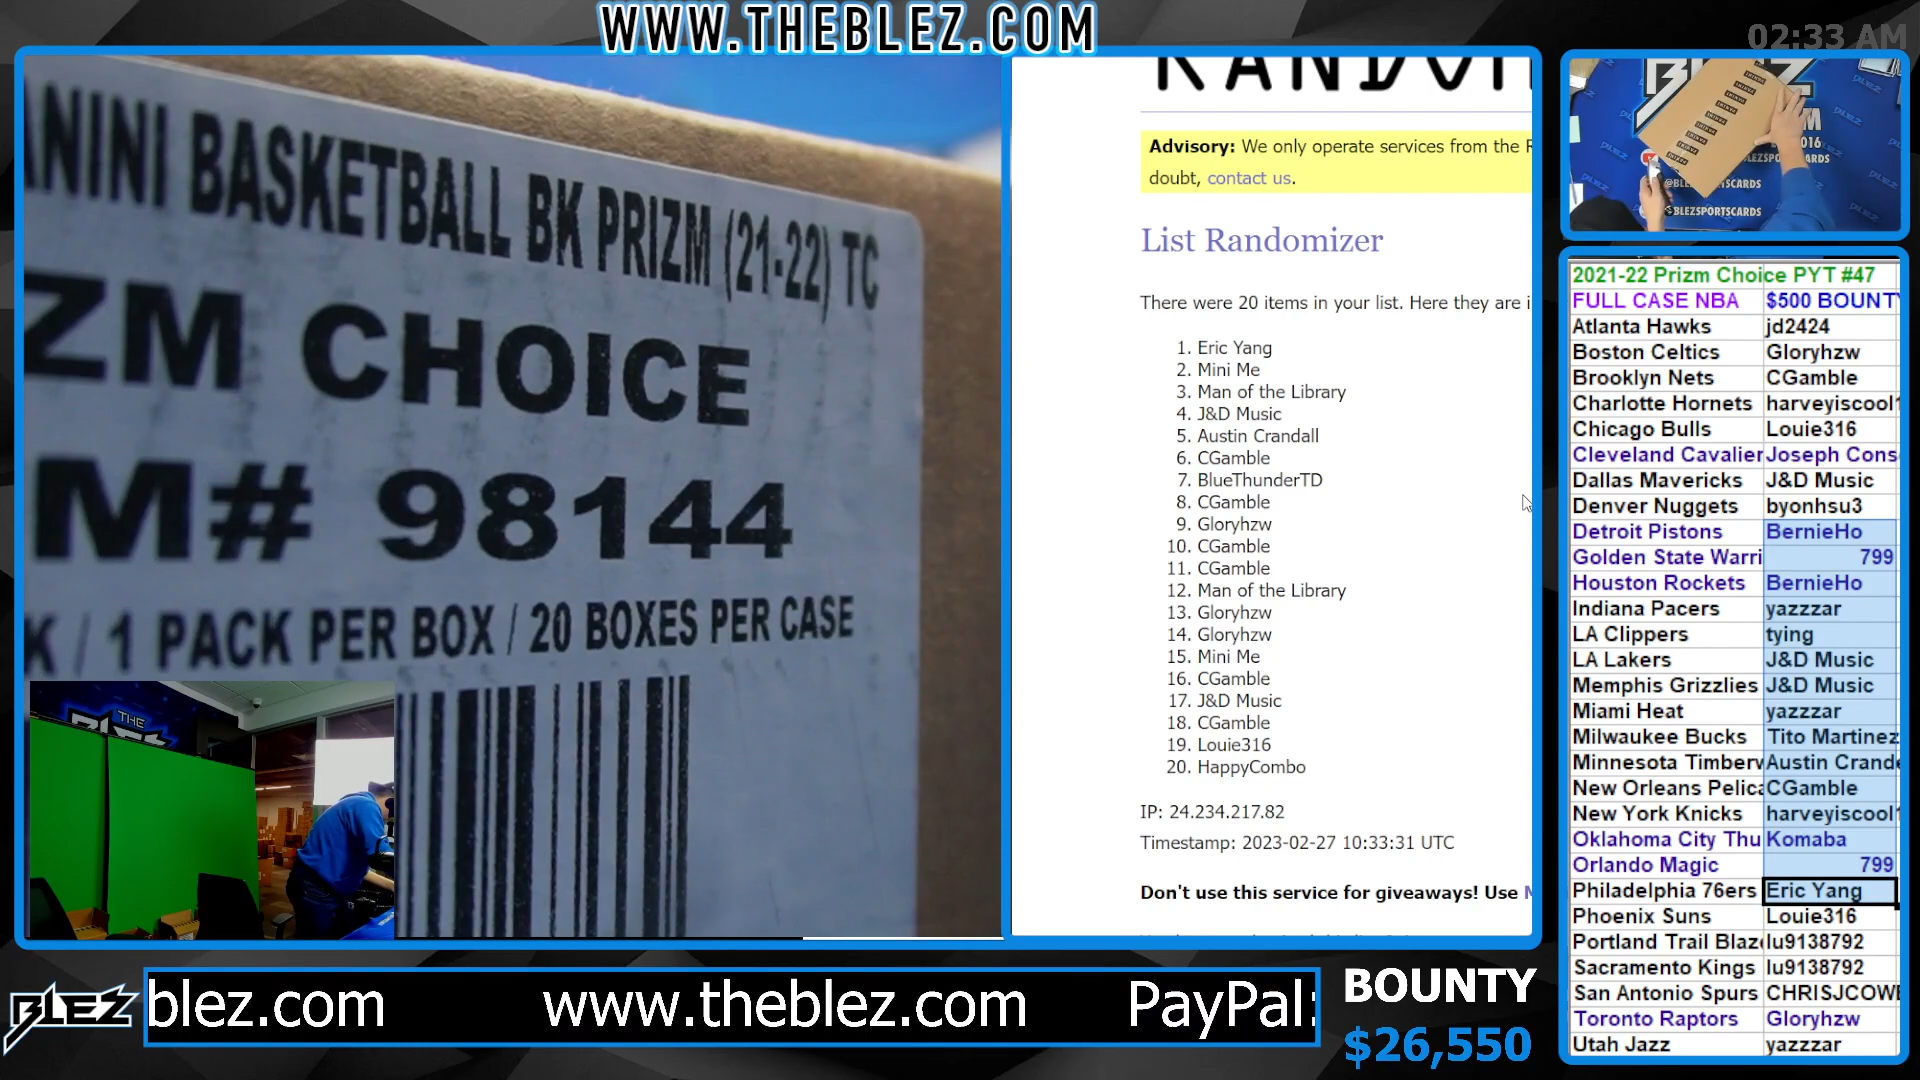 WWW.THEBLEZ.COM
02:33 AM
NINI BASKETBALL BK PRIZM (21-22) TC
ZM CHOICE
M# 98144
K / 1 PACK PER BOX / 20 BOXES PER CASE
THE
Advisory: We only operate services from the
doubt, contact us.
List Randomizer
There were 20 items in your list. Here they are i
1. Eric Yang
2. Mini Me
3. Man of the Library
4. J&D Music
5. Austin Crandall
6. CGamble
7. BlueThunderTD
8. CGamble
9. Gloryhzw
10. CGamble
11. CGamble
12. Man of the Library
13. Gloryhzw
14. Gloryhzw
15. Mini Me
16. CGamble
17. J&D Music
18. CGamble
19. Louie316
20. HappyCombo
IP: 24.234.217.82
Timestamp: 2023-02-27 10:33:31 UTC
Don't use this service for giveaways! Use
@BLEZSPORTSCARDS
2021-22 Prizm Choice PYT #47
FULL CASE NBA $500 BOUNTY
Atlanta Hawks jd2424
Boston Celtics Gloryhzw
Brooklyn Nets CGamble
Charlotte Hornets harveyiscool1
Chicago Bulls Louie316
Cleveland Cavalier Joseph Cons
Dallas Mavericks J&D Music
Denver Nuggets byonhsu3
Detroit Pistons BernieHo
Golden State Warri 799
Houston Rockets BernieHo
Indiana Pacers yazzzar
LA Clippers tying
LA Lakers J&D Music
Memphis Grizzlies J&D Music
Miami Heat yazzzar
Milwaukee Bucks Tito Martinez
Minnesota Timberw Austin Crande
New Orleans Pelica CGamble
New York Knicks harveyiscool1
Oklahoma City Thu Komaba
Orlando Magic 799
Philadelphia 76ers Eric Yang
Phoenix Suns Louie316
Portland Trail Blaze lu9138792
Sacramento Kings lu9138792
San Antonio Spurs CHRISJCOWE
Toronto Raptors Gloryhzw
Utah Jazz yazzzar
BLEZ
blez.com www.theblez.com PayPal:
BOUNTY
$26,550